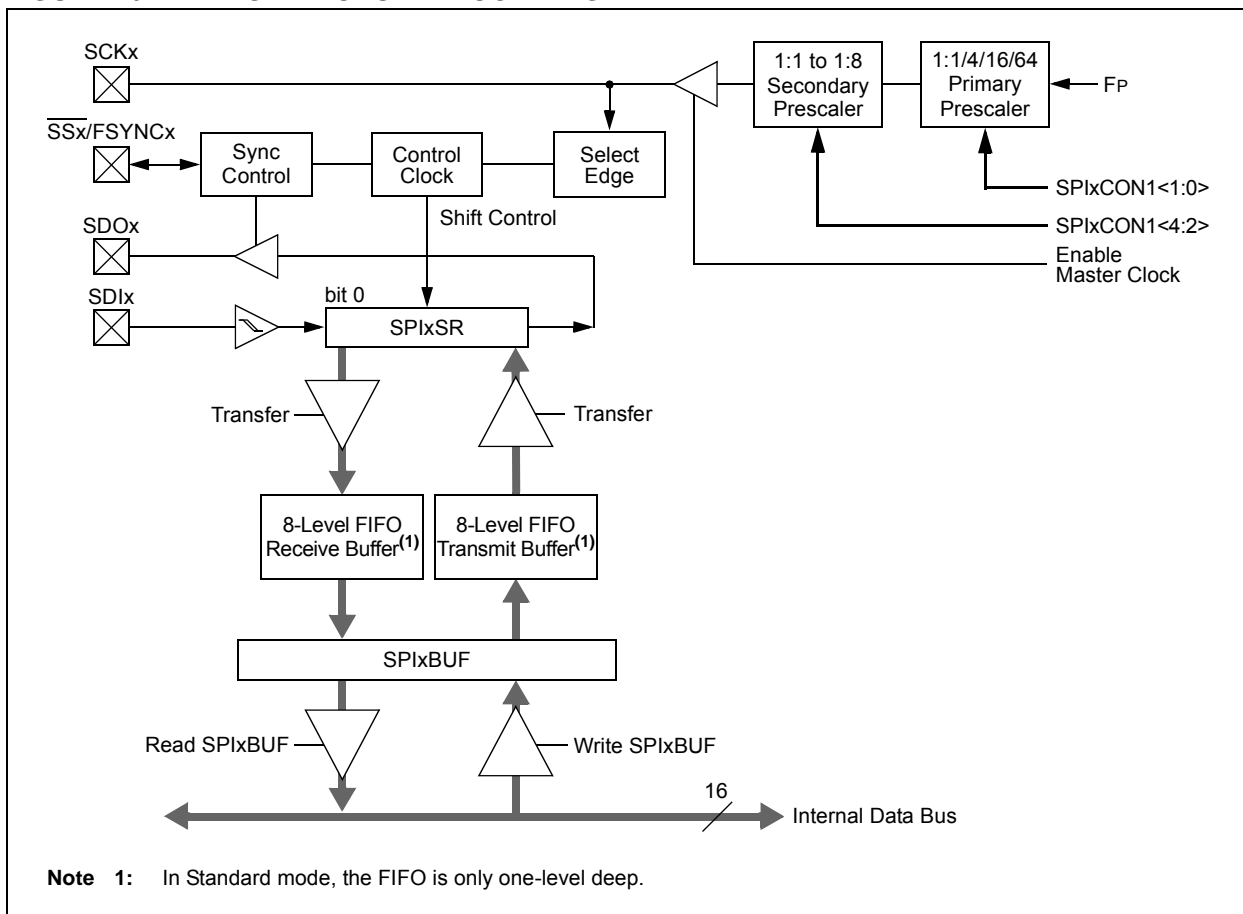 SCKx
1:1 to 1:8
Secondary
Prescaler
1:1/4/16/64
Primary
Prescaler
FP
SSx/FSYNCx
Sync
Control
Control
Clock
Select
Edge
SPIxCON1<1:0>
Shift Control
SPIxCON1<4:2>
SDOx
Enable
Master Clock
SDIx
bit 0
SPIxSR
Transfer
Transfer
8-Level FIFO
Receive Buffer(1)
8-Level FIFO
Transmit Buffer(1)
SPIxBUF
Read SPIxBUF
Write SPIxBUF
16
Internal Data Bus
Note 1: In Standard mode, the FIFO is only one-level deep.